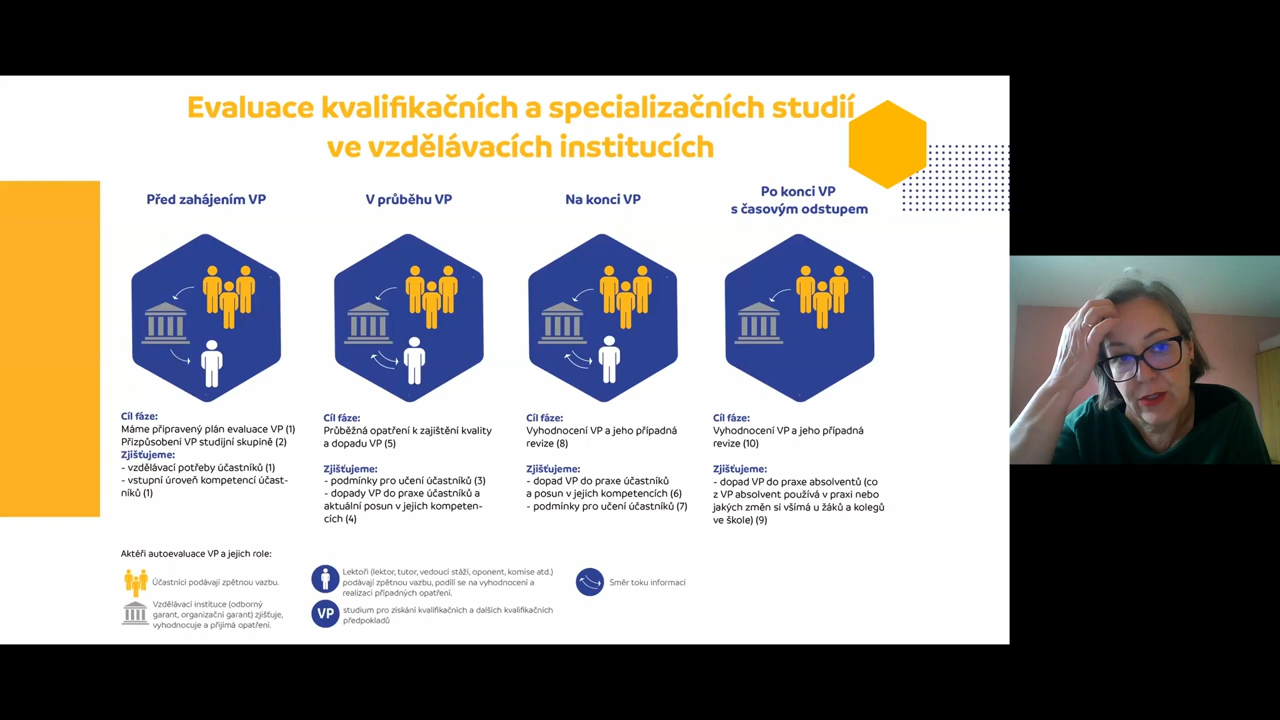 Evaluace kvalifikačních a specializačních studií
ve vzdělávacích institucích
Před zahájením VP
Cíl fáze:
Máme připravený plán evaluace VP (1)
Přizpůsobení VP studijní skupině (2)
Zjišťujeme:
- vzdělávací potřeby účastníků (1)
- vstupní úroveň kompetencí účast-
níků (1)
V průběhu VP
Cíl fáze:
Průběžná opatření k zajištění kvality
a dopadu VP (5)
Zjišťujeme:
- podmínky pro učení účastníků (3)
- dopady VP do praxe účastníků a
aktuální posun v jejich kompeten-
cích (4)
Na konci VP
Cíl fáze:
Vyhodnocení VP a jeho případná
revize (8)
Zjišťujeme:
- dopad VP do praxe účastníků
a posun v jejich kompetencích (6)
- podmínky pro učení účastníků (7)
Po konci VP
s časovým odstupem
Cíl fáze:
Vyhodnocení VP a jeho případná
revize (10)
Zjišťujeme:
- dopad VP do praxe absolventů (co
z VP absolvent používá v praxi nebo
jakých změn si všímá u žáků a kolegů
ve škole) (9)
Aktéři autoevaluace VP a jejich role:
Účastníci podávají zpětnou vazbu.
Vzdělávací instituce (odborný
garant, organizační garant) zjišťuje,
vyhodnocuje a přijímá opatření.
Lektoři (lektor, tutor, vedoucí stáží, oponent, komise atd.)
podávají zpětnou vazbu, podílí se na vyhodnocení a
realizaci případných opatření.
VP
studium pro získání kvalifikačních a dalších kvalifikačních
předpokladů
Směr toku informací